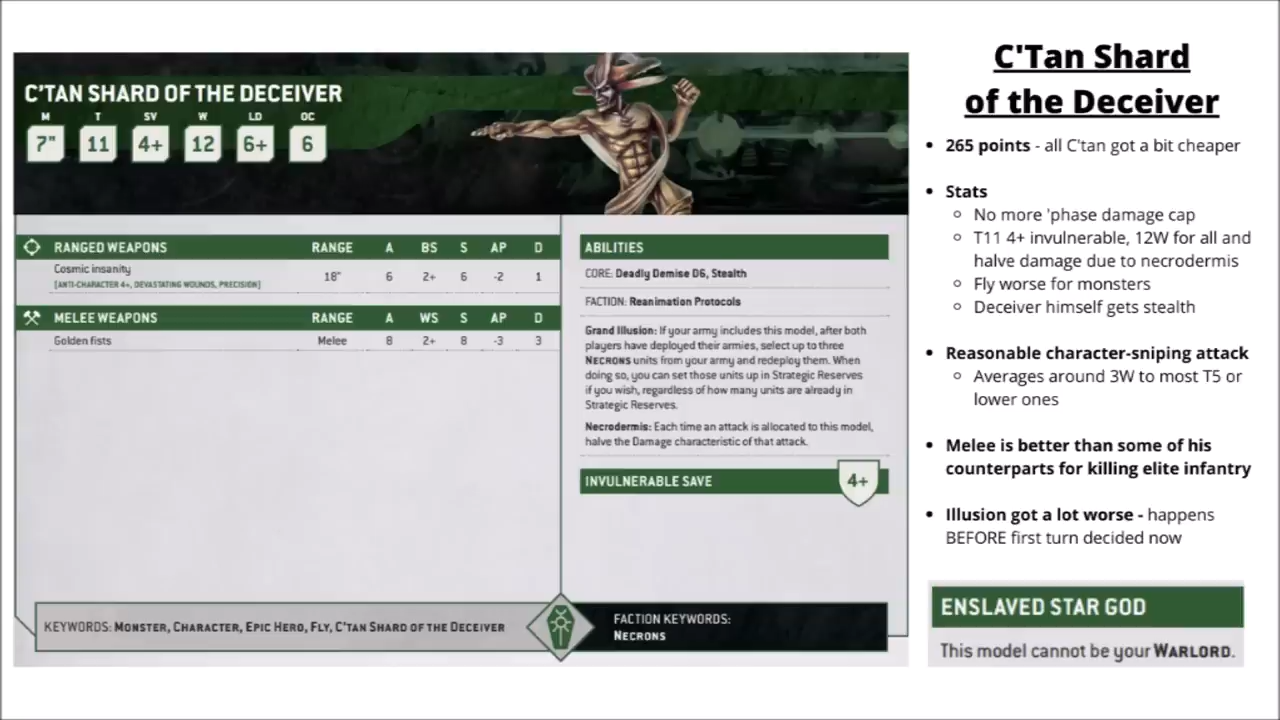 C'TAN SHARD OF THE DECEIVER
M T SV W LD OC
7" 11 4+ 12 6+ 6
RANGED WEAPONS RANGE A BS S AP D
Cosmic insanity 18" 6 2+ 6 -2 1
[ANTI-CHARACTER 4+, DEVASTATING WOUNDS, PRECISION]
MELEE WEAPONS RANGE A WS S AP D
Golden fists Melee 8 2+ 8 -3 3
ABILITIES
CORE: Deadly Demise D6, Stealth
FACTION: Reanimation Protocols
Grand Illusion: If your army includes this model, after both
players have deployed their armies, select up to three
NECRONS units from your army and redeploy them. When
doing so, you can set those units up in Strategic Reserves
if you wish, regardless of how many units are already in
Strategic Reserves.
Necrodermis: Each time an attack is allocated to this model,
halve the Damage characteristic of that attack.
INVULNERABLE SAVE 4+
KEYWORDS: MONSTER, CHARACTER, EPIC HERO, FLY, C'TAN SHARD OF THE DECEIVER
FACTION KEYWORDS:
NECRONS
C'Tan Shard
of the Deceiver
• 265 points - all C'tan got a bit cheaper
• Stats
○ No more 'phase damage cap
○ T11 4+ invulnerable, 12W for all and
halve damage due to necrodermis
○ Fly worse for monsters
○ Deceiver himself gets stealth
• Reasonable character-sniping attack
○ Averages around 3W to most T5 or
lower ones
• Melee is better than some of his
counterparts for killing elite infantry
• Illusion got a lot worse - happens
BEFORE first turn decided now
ENSLAVED STAR GOD
This model cannot be your WARLORD.